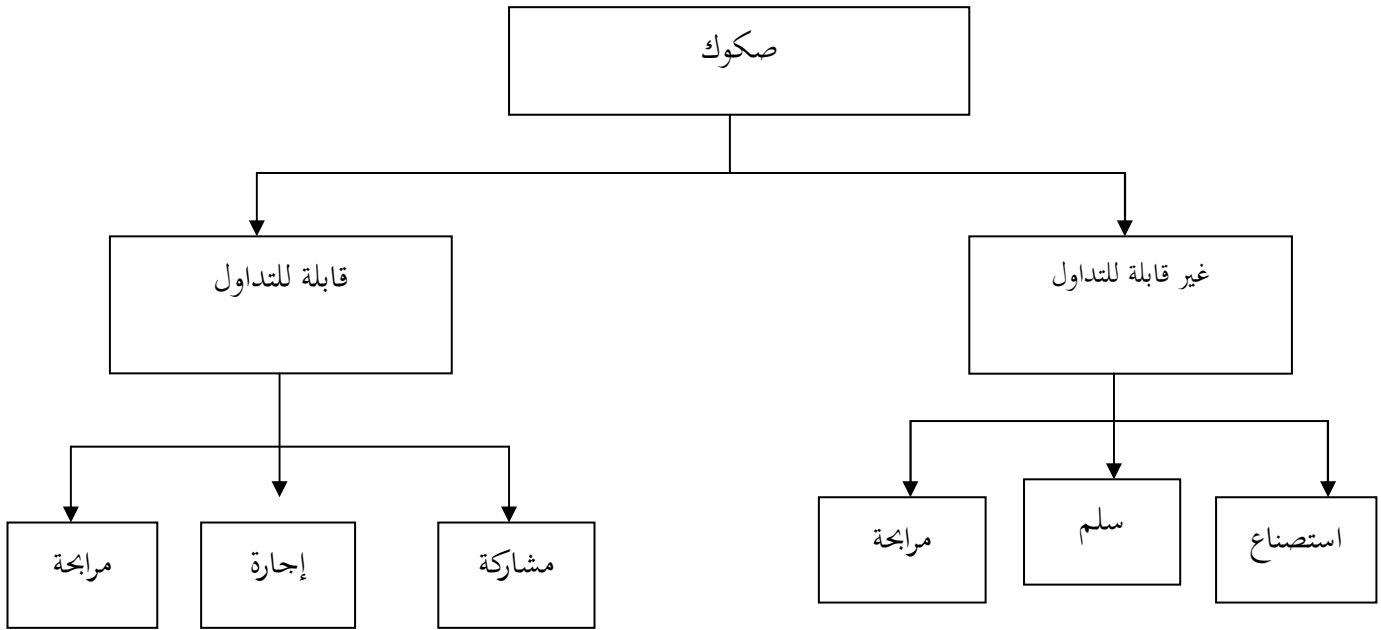 صكوك
غير قابلة للتداول
قابلة للتداول
استصناع
سلم
مرابحة
مشاركة
إجارة
مرابحة